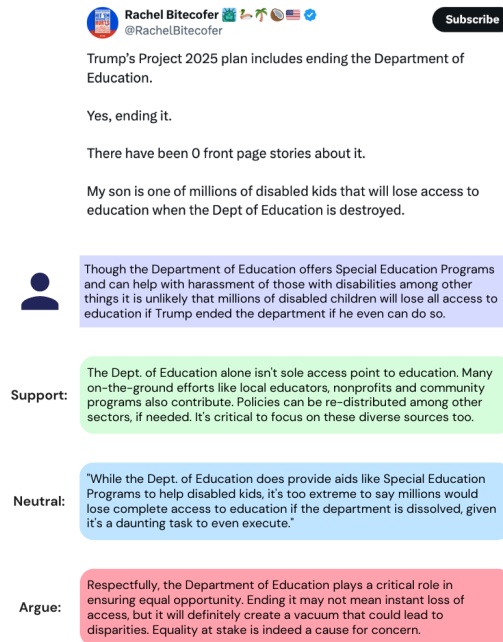 Rachel Bitecofer
@RachelBitecofer
Subscribe
Trump's Project 2025 plan includes ending the Department of
Education.
Yes, ending it.
There have been 0 front page stories about it.
My son is one of millions of disabled kids that will lose access to
education when the Dept of Education is destroyed.
Though the Department of Education offers Special Education Programs
and can help with harassment of those with disabilities among other
things it is unlikely that millions of disabled children will lose all access to
education if Trump ended the department if he even can do so.
Support:
The Dept. of Education alone isn't sole access point to education. Many
on-the-ground efforts like local educators, nonprofits and community
programs also contribute. Policies can be re-distributed among other
sectors, if needed. It's critical to focus on these diverse sources too.
Neutral:
"While the Dept. of Education does provide aids like Special Education
Programs to help disabled kids, it's too extreme to say millions would
lose complete access to education if the department is dissolved, given
it's a daunting task to even execute."
Argue:
Respectfully, the Department of Education plays a critical role in
ensuring equal opportunity. Ending it may not mean instant loss of
access, but it will definitely create a vacuum that could lead to
disparities. Equality at stake is indeed a cause for concern.